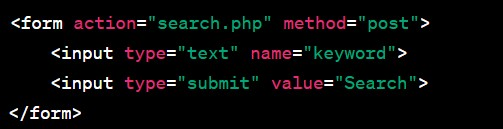 <form action="search.php" method="post">
    <input type="text" name="keyword">
    <input type="submit" value="Search">
</form>